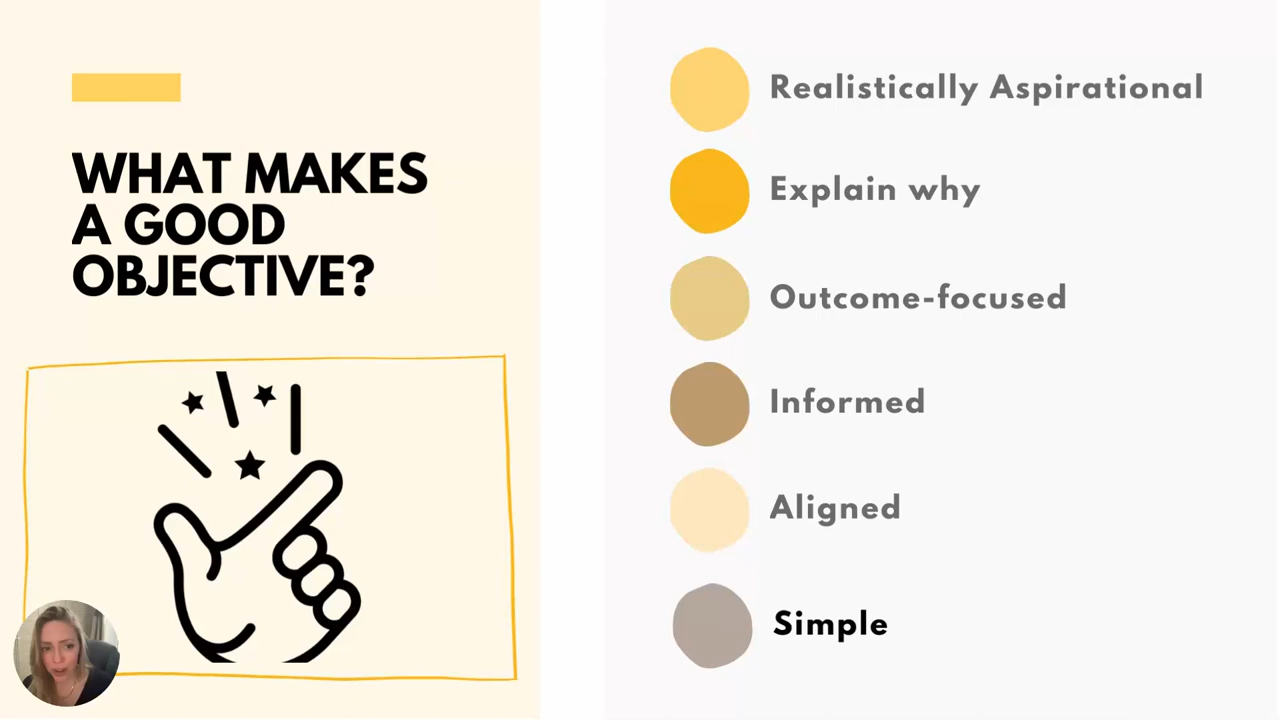 WHAT MAKES
A GOOD
OBJECTIVE?
Realistically Aspirational
Explain why
Outcome-focused
Informed
Aligned
Simple